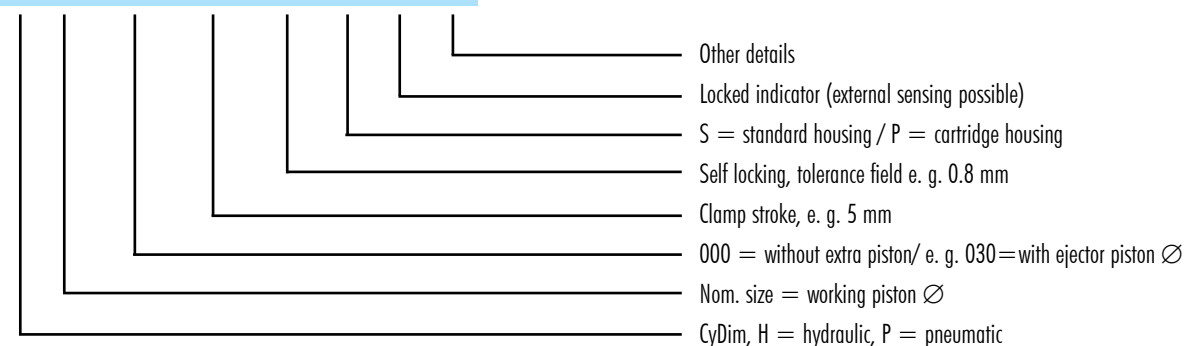 Other details
Locked indicator (external sensing possible)
S = standard housing / P = cartridge housing
Self locking, tolerance field e. g. 0.8 mm
Clamp stroke, e. g. 5 mm
000 = without extra piston/ e. g. 030=with ejector piston ∅
Nom. size = working piston ∅
CyDim, H = hydraulic, P = pneumatic